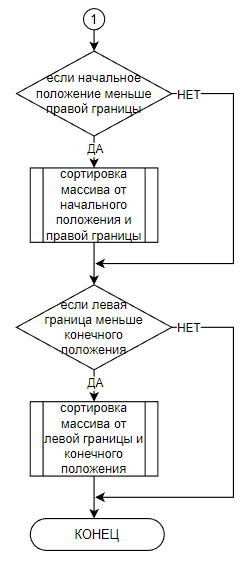 1
если начальное
положение меньше
правой границы
НЕТ
ДА
сортировка
массива от
начального
положения и
правой границы
если левая
граница меньше
конечного
положения
НЕТ
ДА
сортировка
массива от
левой границы и
конечного
положения
КОНЕЦ